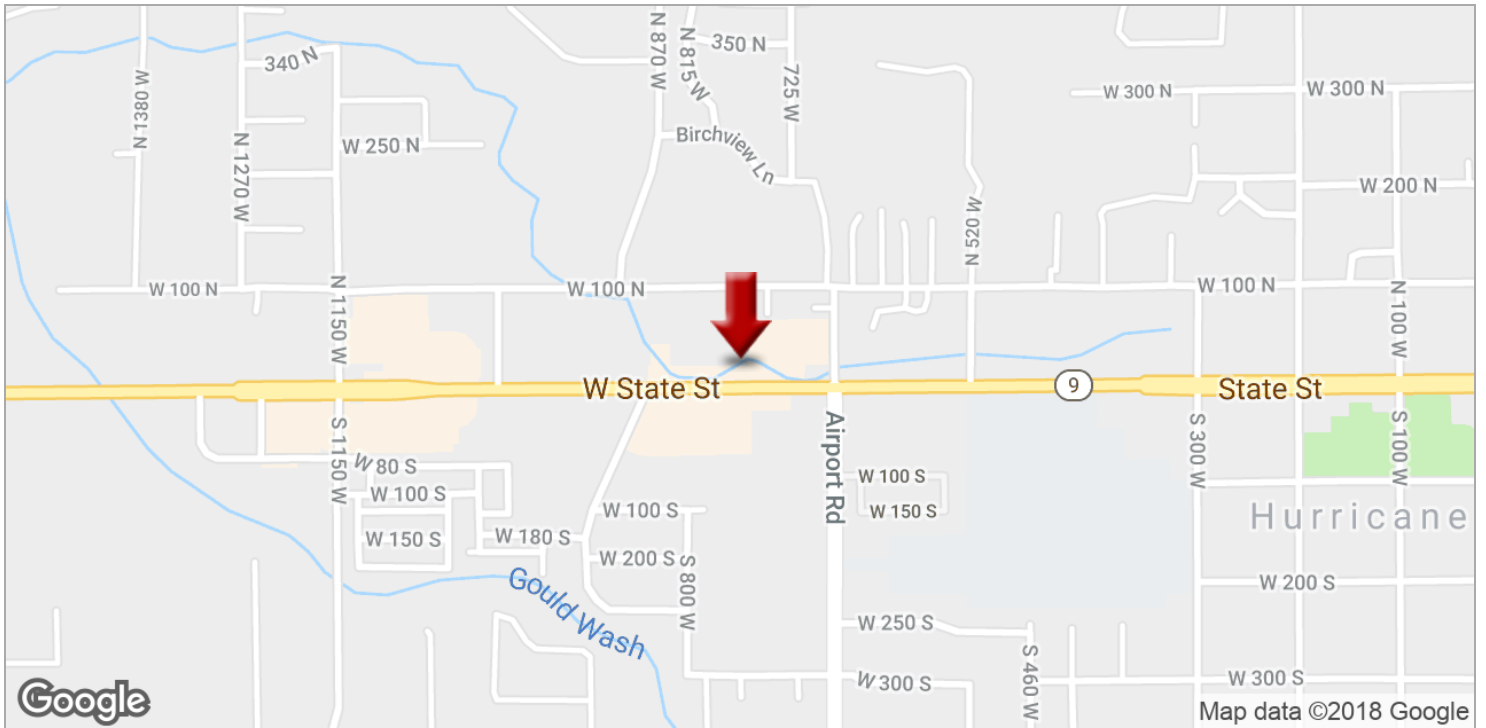 N 870 W
N 815 W
350 N
340 N
725 W
N 1380 W
W 300 N
W 300 N
N 1270 W
W 250 N
Birchview Ln
W 200 N
N 520 W
W 100 N
N 1150 W
W 100 N
W 100 N
N 100 W
W State St
9
State St
S 1150 W
Airport Rd
S 300 W
S 100 W
W 80 S
W 100 S
W 100 S
W 100 S
W 150 S
Hurricane
W 150 S
W 180 S
W 200 S
S 800 W
W 200 S
Gould Wash
W 250 S
S 460 W
W 300 S
W 300 S
Google
Map data ©2018 Google